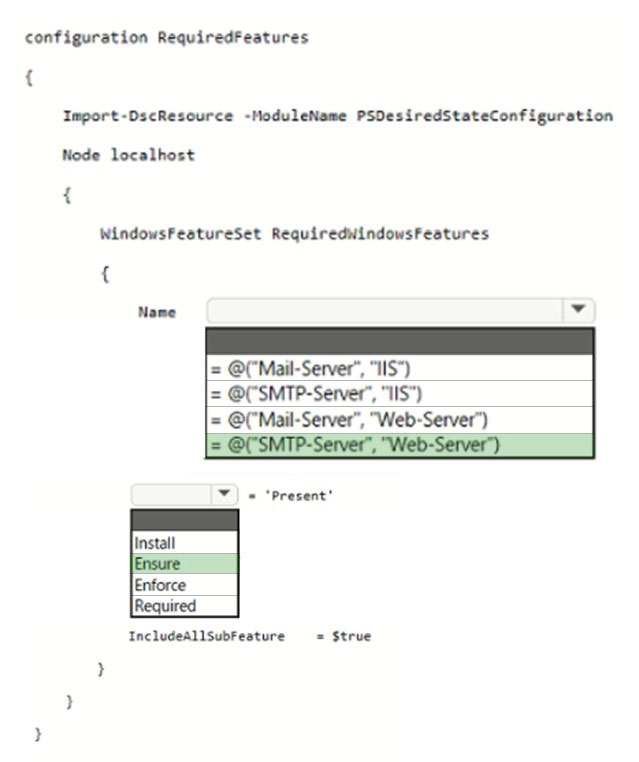 configuration RequiredFeatures
{
Import-DscResource -ModuleName PSDesiredStateConfiguration
Node localhost
{
WindowsFeatureSet RequiredWindowsFeatures
{
Name
= @("Mail-Server", "IIS")
= @("SMTP-Server", "IIS")
= @("Mail-Server", "Web-Server")
= @("SMTP-Server", "Web-Server")
= 'Present'
Install
Ensure
Enforce
Required
IncludeAllSubFeature = $true
}
}
}